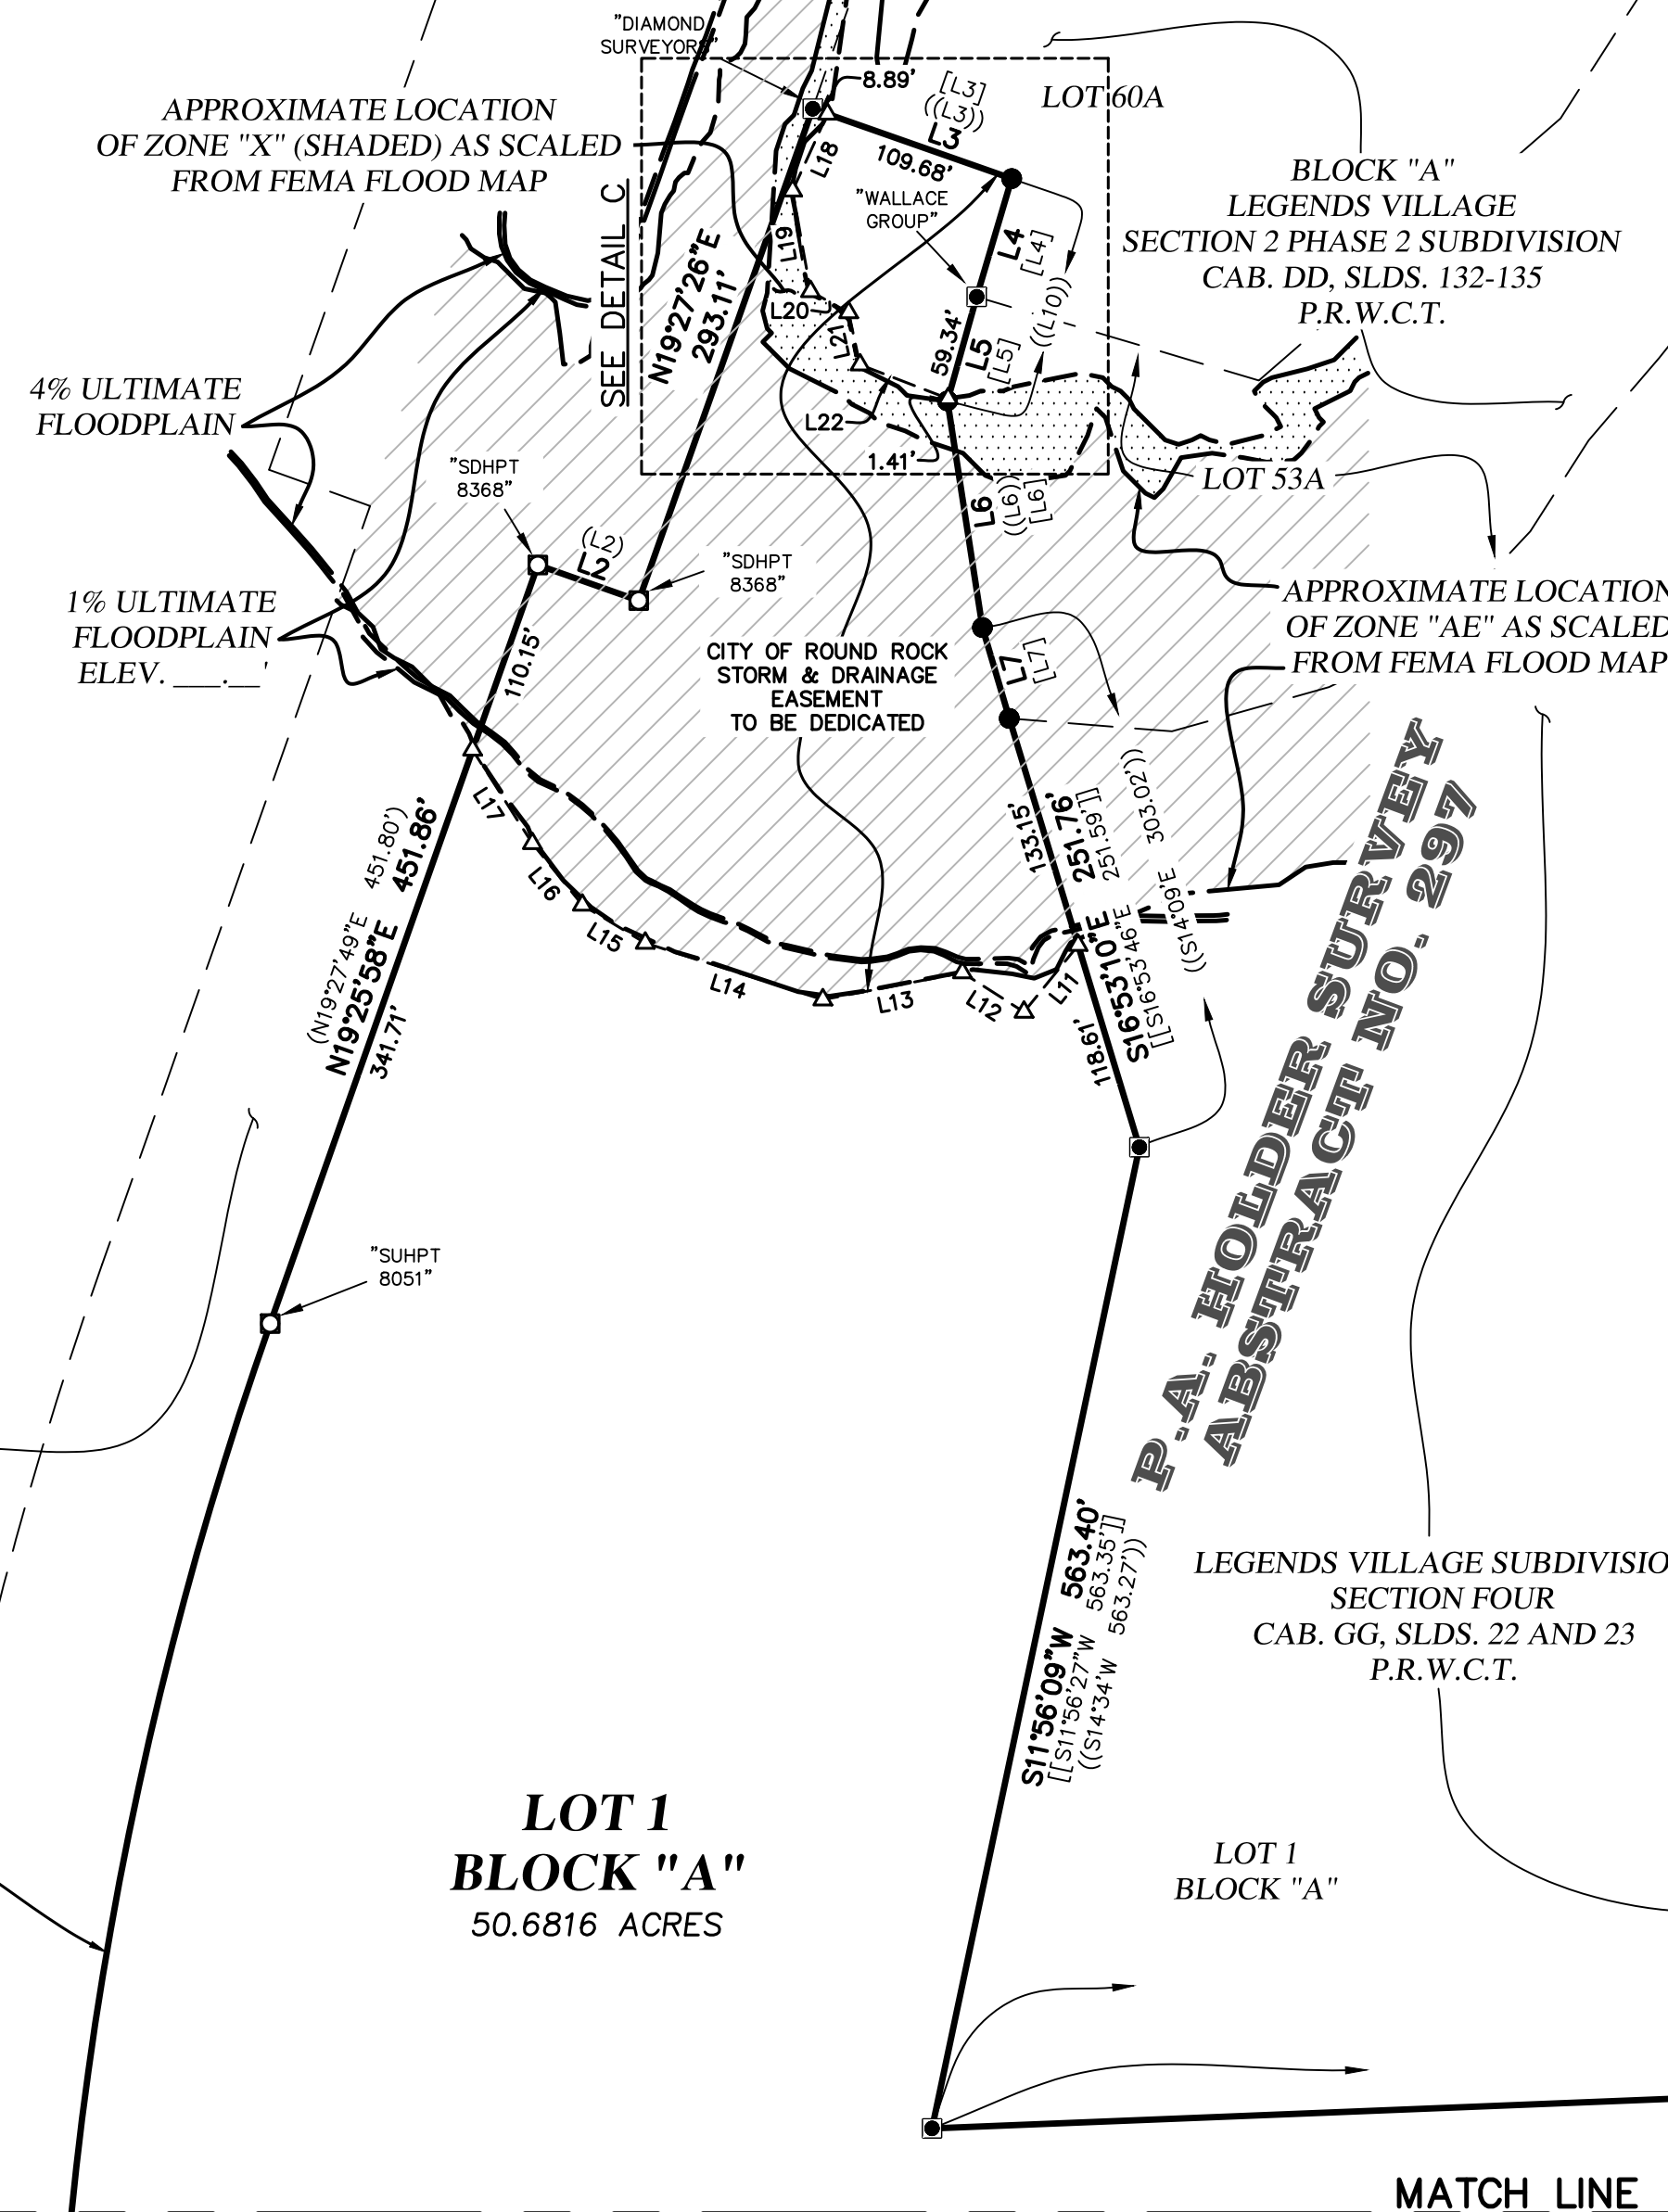 "DIAMOND
SURVEYORS"
8.89'
[L3]
((L3))
L3
109.68'
LOT 60A
APPROXIMATE LOCATION
OF ZONE "X" (SHADED) AS SCALED
FROM FEMA FLOOD MAP
BLOCK "A"
LEGENDS VILLAGE
SECTION 2 PHASE 2 SUBDIVISION
CAB. DD, SLDS. 132-135
P.R.W.C.T.
L18
"WALLACE
GROUP"
L4
[L4]
SEE DETAIL C
N19°27'26"E
293.11'
L19
L20
L21
L22
1.41'
59.34'
L5
[L5]
((L10))
4% ULTIMATE
FLOODPLAIN
LOT 53A
"SDHPT
8368"
(L2)
L2
"SDHPT
8368"
L6
((L6))
[L6]
1% ULTIMATE
FLOODPLAIN
ELEV. ___.__'
110.15'
APPROXIMATE LOCATION
OF ZONE "AE" AS SCALED
FROM FEMA FLOOD MAP
CITY OF ROUND ROCK
STORM & DRAINAGE
EASEMENT
TO BE DEDICATED
L7
[L7]
L17
L16
L15
L14
L13
L12
L11
133.15'
118.61'
S16°53'10"E 251.76'
[[S16°53'46"E 251.59']]
((S14°09'E 303.02'))
(N19°27'49"E 451.80')
N19°25'58"E 451.86'
341.71'
P.A. HOLDER SURVEY
ABSTRACT NO. 297
"SUHPT
8051"
S11°56'09"W 563.40'
[[S11°56'27"W 563.35']]
((S14°34'W 563.27'))
LEGENDS VILLAGE SUBDIVISIO
SECTION FOUR
CAB. GG, SLDS. 22 AND 23
P.R.W.C.T.
LOT 1
BLOCK "A"
50.6816 ACRES
LOT 1
BLOCK "A"
MATCH LINE